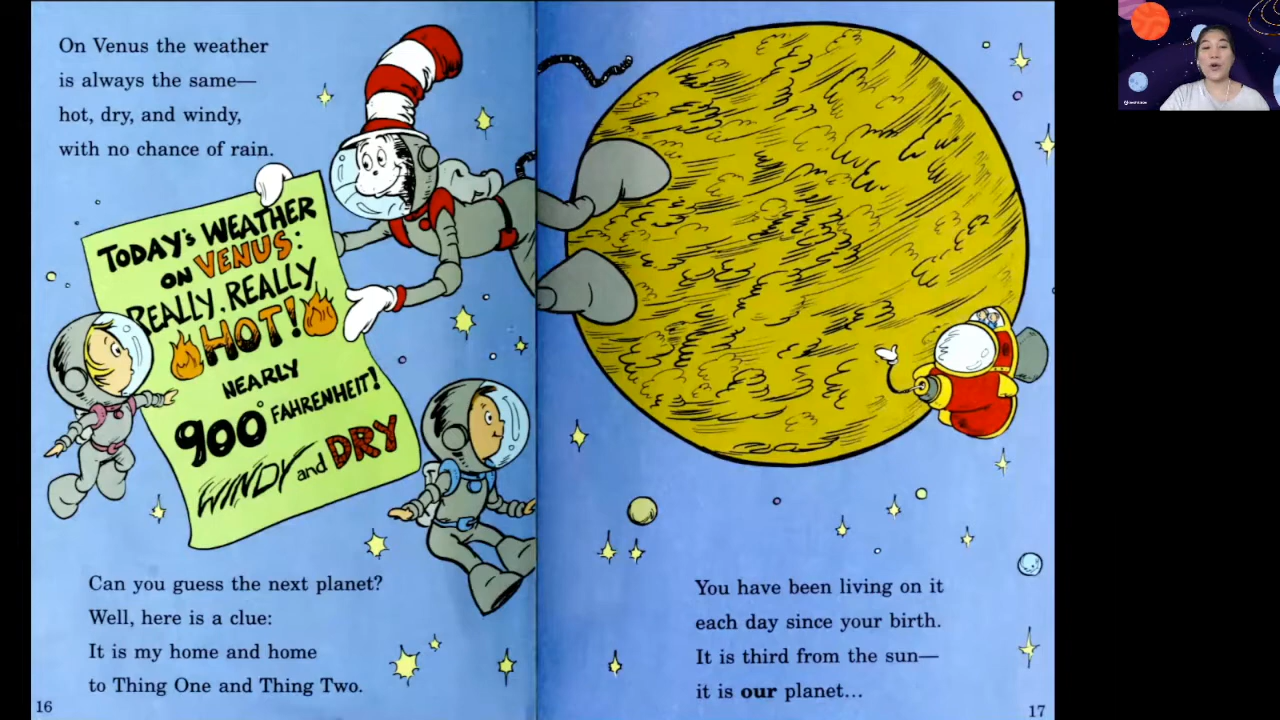 On Venus the weather
is always the same—
hot, dry, and windy,
with no chance of rain.
TODAY'S WEATHER
ON VENUS:
REALLY, REALLY
HOT!
NEARLY
900° FAHRENHEIT!
WINDY and DRY
Can you guess the next planet?
Well, here is a clue:
It is my home and home
to Thing One and Thing Two.
16
You have been living on it
each day since your birth.
It is third from the sun—
it is our planet...
17